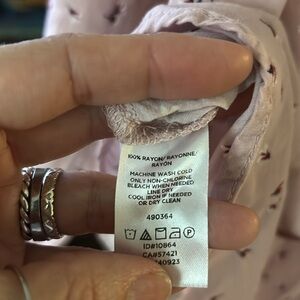 100% RAYON/RAYONNE/
RAYÓN
MACHINE WASH COLD
ONLY NON-CHLORINE
BLEACH WHEN NEEDED
LINE DRY
COOL IRON IF NEEDED
OR DRY CLEAN
490364
ID#10864
CA#57421